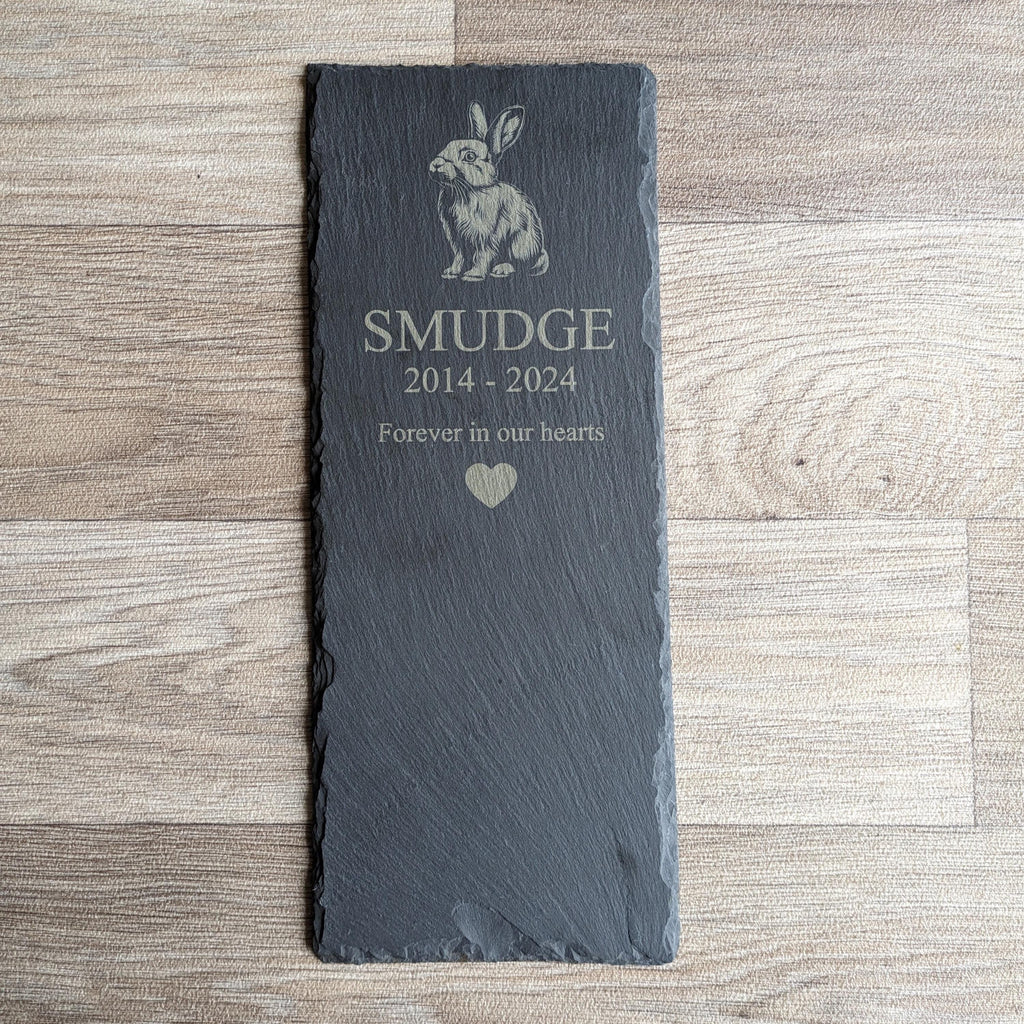 SMUDGE
2014 - 2024
Forever in our hearts